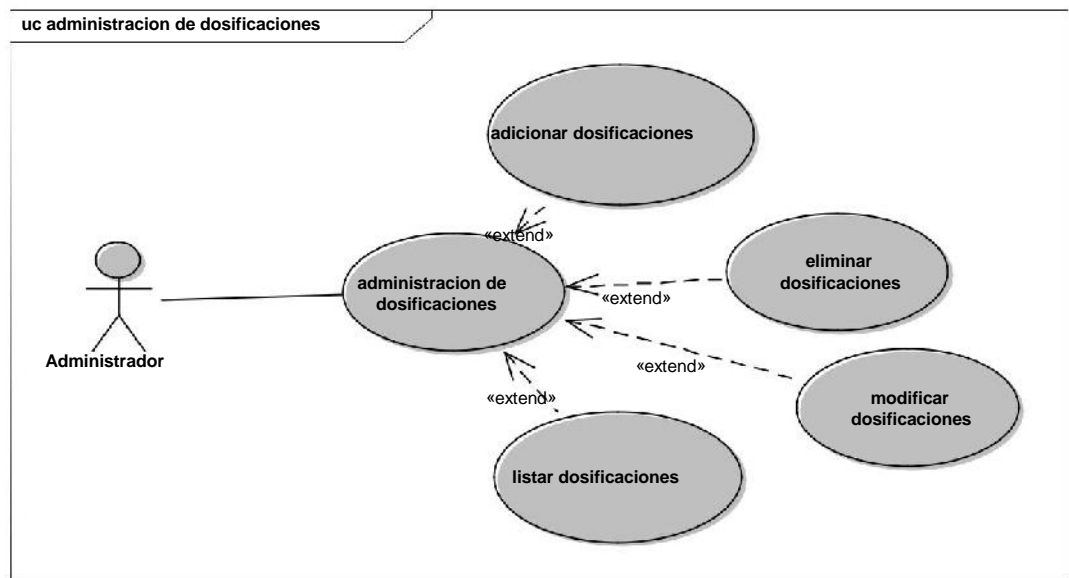 uc administracion de dosificaciones
adicionar dosificaciones
«extend»
administracion de
dosificaciones
eliminar
dosificaciones
«extend»
Administrador
«extend»
modificar
dosificaciones
«extend»
listar dosificaciones